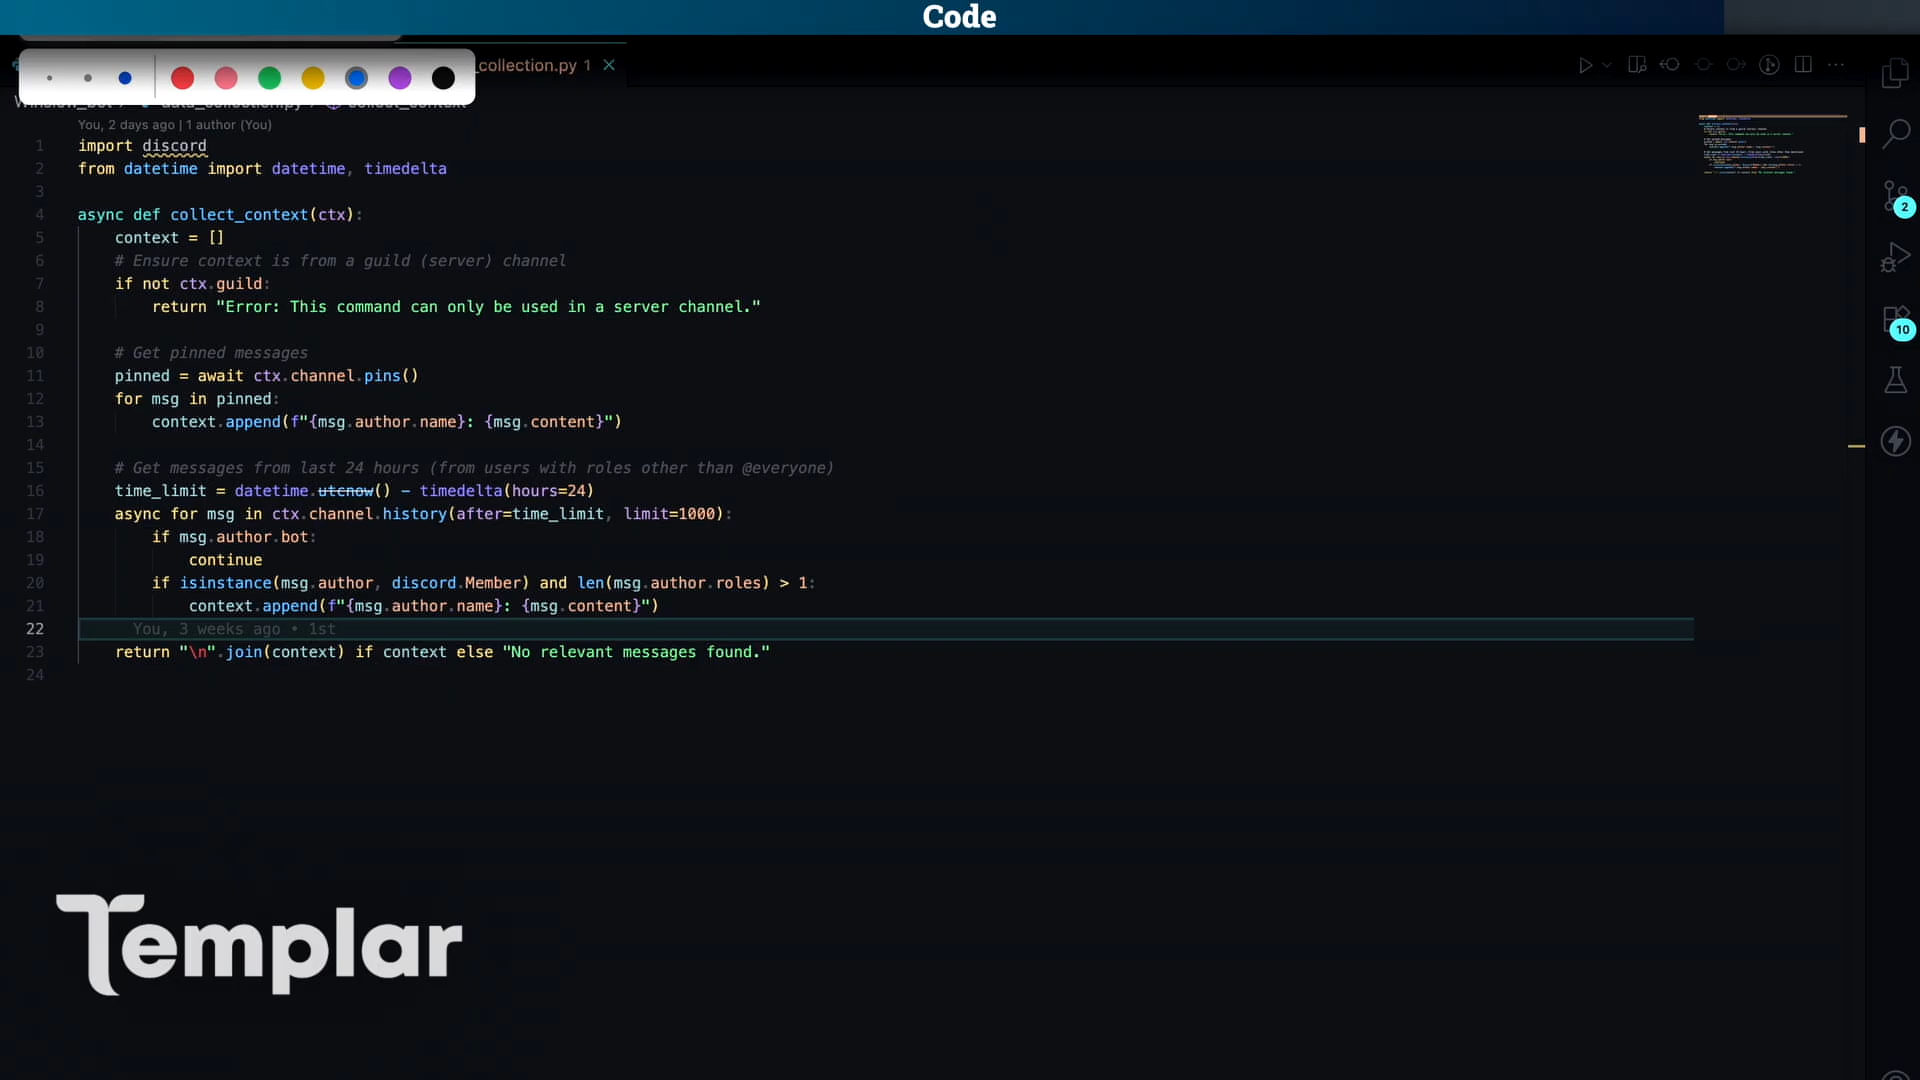 Code
_collection.py 1
You, 2 days ago | 1 author (You)
1 import discord
2 from datetime import datetime, timedelta
3
4 async def collect_context(ctx):
5 context = []
6 # Ensure context is from a guild (server) channel
7 if not ctx.guild:
8 return "Error: This command can only be used in a server channel."
9
10 # Get pinned messages
11 pinned = await ctx.channel.pins()
12 for msg in pinned:
13 context.append(f"{msg.author.name}: {msg.content}")
14
15 # Get messages from last 24 hours (from users with roles other than @everyone)
16 time_limit = datetime.utcnow() - timedelta(hours=24)
17 async for msg in ctx.channel.history(after=time_limit, limit=1000):
18 if msg.author.bot:
19 continue
20 if isinstance(msg.author, discord.Member) and len(msg.author.roles) > 1:
21 context.append(f"{msg.author.name}: {msg.content}")
22 You, 3 weeks ago • 1st
23 return "\n".join(context) if context else "No relevant messages found."
24
2
10
Templar